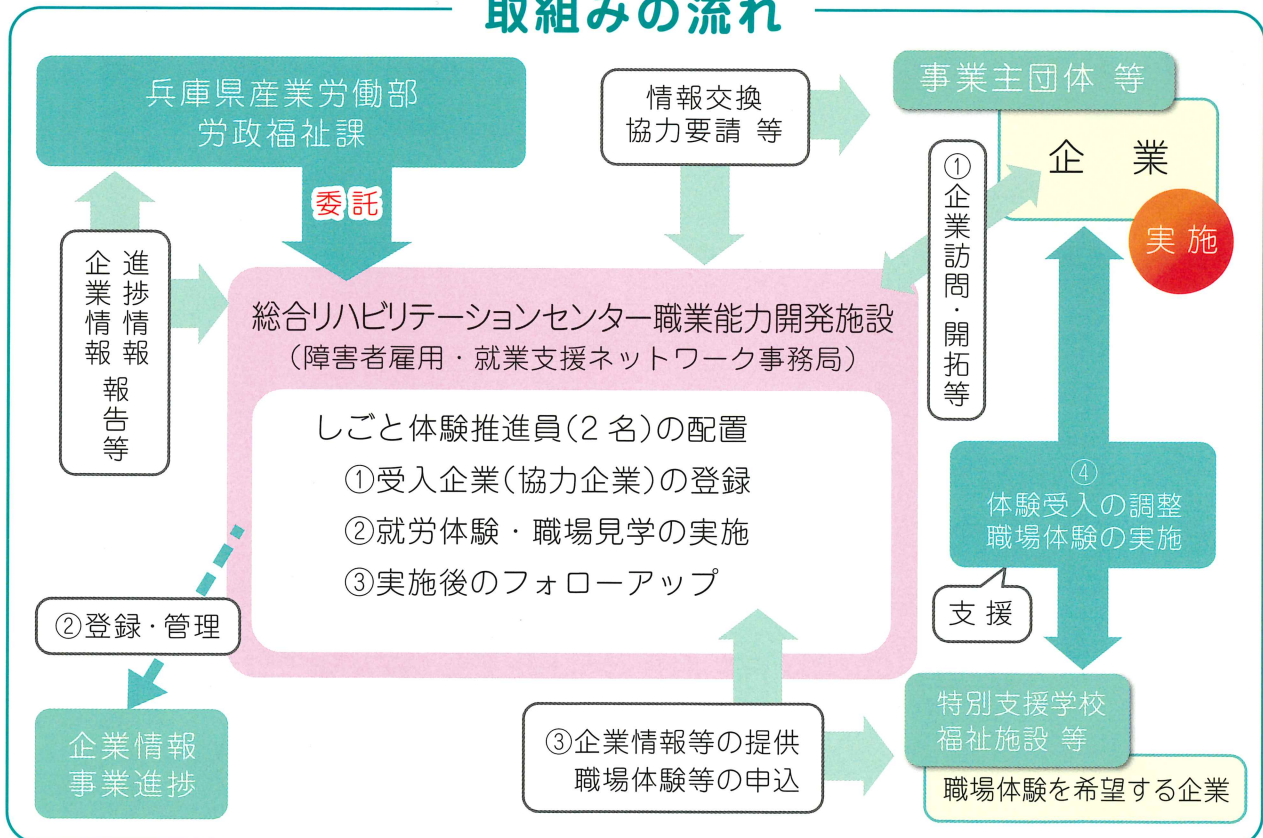 取組みの流れ
兵庫県産業労働部
労政福祉課
委託
情報交換
協力要請 等
事業主団体 等
企 業
実施
①企業訪問・開拓等
進捗情報
企業情報
報告等
総合リハビリテーションセンター職業能力開発施設
(障害者雇用・就業支援ネットワーク事務局)
しごと体験推進員(2 名)の配置
①受入企業(協力企業)の登録
②就労体験・職場見学の実施
③実施後のフォローアップ
④
体験受入の調整
職場体験の実施
支援
②登録・管理
企業情報
事業進捗
③企業情報等の提供
職場体験等の申込
特別支援学校
福祉施設 等
職場体験を希望する企業